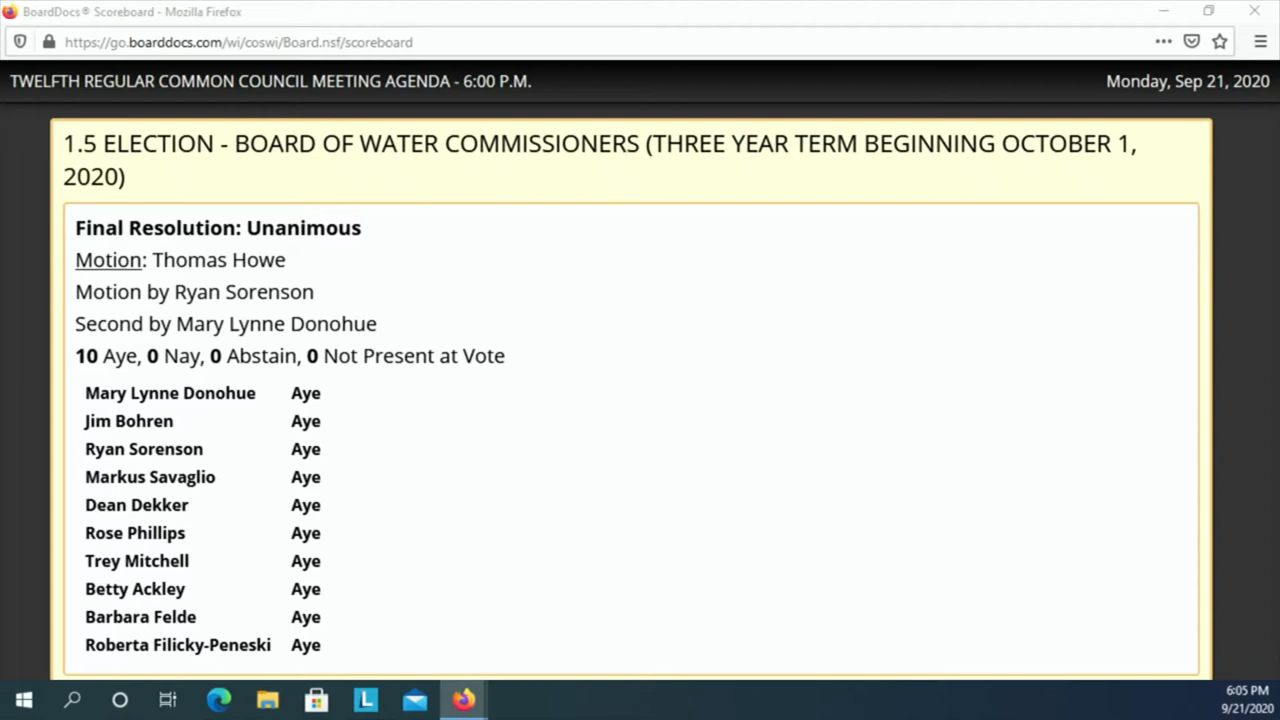 BoardDocs® Scoreboard - Mozilla Firefox
https://go.boarddocs.com/wi/coswi/Board.nsf/scoreboard
TWELFTH REGULAR COMMON COUNCIL MEETING AGENDA - 6:00 P.M. Monday, Sep 21, 2020
1.5 ELECTION - BOARD OF WATER COMMISSIONERS (THREE YEAR TERM BEGINNING OCTOBER 1,
2020)
Final Resolution: Unanimous
Motion: Thomas Howe
Motion by Ryan Sorenson
Second by Mary Lynne Donohue
10 Aye, 0 Nay, 0 Abstain, 0 Not Present at Vote
Mary Lynne Donohue Aye
Jim Bohren Aye
Ryan Sorenson Aye
Markus Savaglio Aye
Dean Dekker Aye
Rose Phillips Aye
Trey Mitchell Aye
Betty Ackley Aye
Barbara Felde Aye
Roberta Filicky-Peneski Aye
L
6:05 PM
9/21/2020